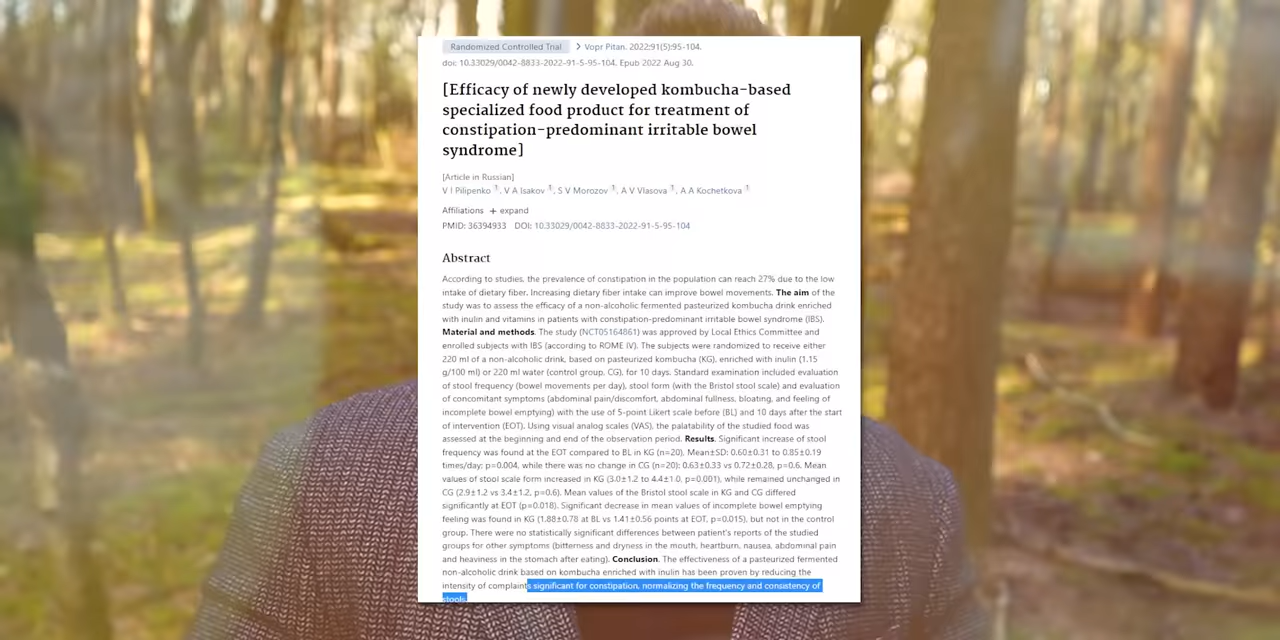 Randomized Controlled Trial > Vopr Pitan. 2022;91(5):95-104.
doi: 10.33029/0042-8833-2022-91-5-95-104. Epub 2022 Aug 30.
[Efficacy of newly developed kombucha-based
specialized food product for treatment of
constipation-predominant irritable bowel
syndrome]
[Article in Russian]
V I Pilipenko 1, V A Isakov 1, S V Morozov 1, A V Vlasova 1, A A Kochetkova 1
Affiliations + expand
PMID: 36394933 DOI: 10.33029/0042-8833-2022-91-5-95-104
Abstract
According to studies, the prevalence of constipation in the population can reach 27% due to the low
intake of dietary fiber. Increasing dietary fiber intake can improve bowel movements. The aim of the
study was to assess the efficacy of a non-alcoholic fermented pasteurized kombucha drink enriched
with inulin and vitamins in patients with constipation-predominant irritable bowel syndrome (IBS).
Material and methods. The study (NCT05164861) was approved by Local Ethics Committee and
enrolled subjects with IBS (according to ROME IV). The subjects were randomized to receive either
220 ml of a non-alcoholic drink, based on pasteurized kombucha (KG), enriched with inulin (1.15
g/100 ml) or 220 ml water (control group, CG), for 10 days. Standard examination included evaluation
of stool frequency (bowel movements per day), stool form (with the Bristol stool scale) and evaluation
of concomitant symptoms (abdominal pain/discomfort, abdominal fullness, bloating, and feeling of
incomplete bowel emptying) with the use of 5-point Likert scale before (BL) and 10 days after the start
of intervention (EOT). Using visual analog scales (VAS), the palatability of the studied food was
assessed at the beginning and end of the observation period. Results. Significant increase of stool
frequency was found at the EOT compared to BL in KG (n=20), Mean±SD: 0.60±0.31 to 0.85±0.19
times/day; p=0.004, while there was no change in CG (n=20): 0.63±0.33 vs 0.72±0.28, p=0.6. Mean
values of stool scale form increased in KG (3.0±1.2 to 4.4±1.0, p=0.001), while remained unchanged in
CG (2.9±1.2 vs 3.4±1.2, p=0.6). Mean values of the Bristol stool scale in KG and CG differed
significantly at EOT (p=0.018). Significant decrease in mean values of incomplete bowel emptying
feeling was found in KG (1.88±0.78 at BL vs 1.41±0.56 points at EOT, p=0.015), but not in the control
group. There were no statistically significant differences between patient's reports of the studied
groups for other symptoms (bitterness and dryness in the mouth, heartburn, nausea, abdominal pain
and heaviness in the stomach after eating). Conclusion. The effectiveness of a pasteurized fermented
non-alcoholic drink based on kombucha enriched with inulin has been proven by reducing the
intensity of complaints significant for constipation, normalizing the frequency and consistency of
stools.